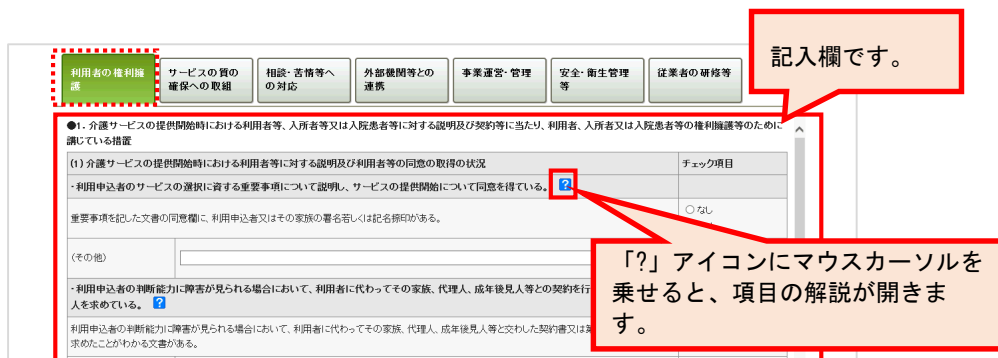 記入欄です。
利用者の権利擁
護
サービスの質の
確保への取組
相談・苦情等へ
の対応
外部機関等との
連携
事業運営・管理
安全・衛生管理
等
従業者の研修等
●1. 介護サービスの提供開始時における利用者等、入所者等又は入院患者等に対する説明及び契約等に当たり、利用者、入所者又は入院患者等の権利擁護等のために
講じている措置
(1) 介護サービスの提供開始時における利用者等に対する説明及び利用者等の同意の取得の状況
チェック項目
・利用申込者のサービスの選択に資する重要事項について説明し、サービスの提供開始について同意を得ている。 ?
重要事項を記した文書の同意欄に、利用申込者又はその家族の署名若しくは記名捺印がある。
なし
(その他)
「?」アイコンにマウスカーソルを
乗せると、項目の解説が開きま
す。
・利用申込者の判断能力に障害が見られる場合において、利用者に代わってその家族、代理人、成年後見人等との契約を行
人を求めている。 ?
利用申込者の判断能力に障害が見られる場合において、利用者に代わってその家族、代理人、成年後見人等と交わした契約書又は
求めたことがわかる文書がある。